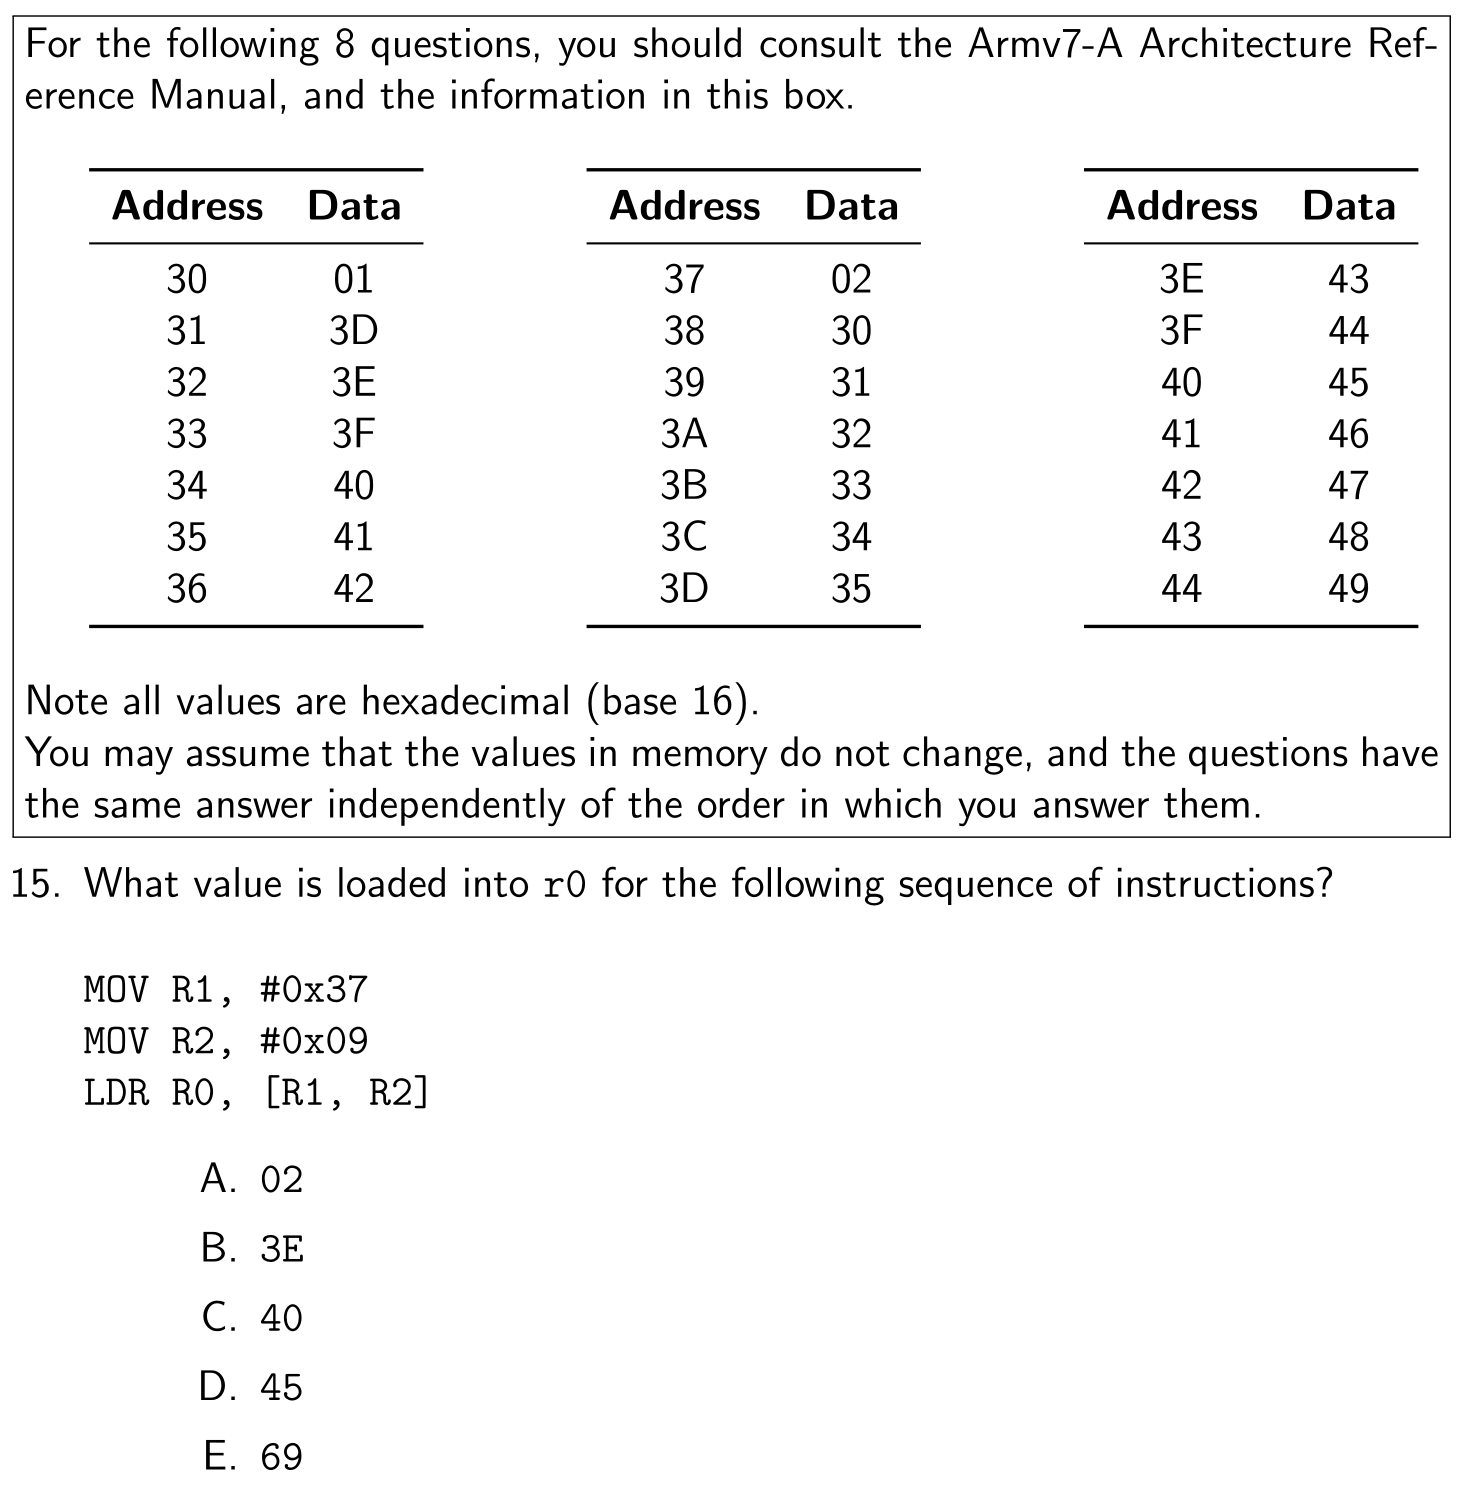 For the following 8 questions, you should consult the Armv7-A Architecture Ref-
erence Manual, and the information in this box.
Address Data Address Data Address Data
30 01 37 02 3E 43
31 3D 38 30 3F 44
32 3E 39 31 40 45
33 3F 3A 32 41 46
34 40 3B 33 42 47
35 41 3C 34 43 48
36 42 3D 35 44 49
Note all values are hexadecimal (base 16).
You may assume that the values in memory do not change, and the questions have
the same answer independently of the order in which you answer them.
15. What value is loaded into r0 for the following sequence of instructions?
MOV R1, #0x37
MOV R2, #0x09
LDR R0, [R1, R2]
A. 02
B. 3E
C. 40
D. 45
E. 69